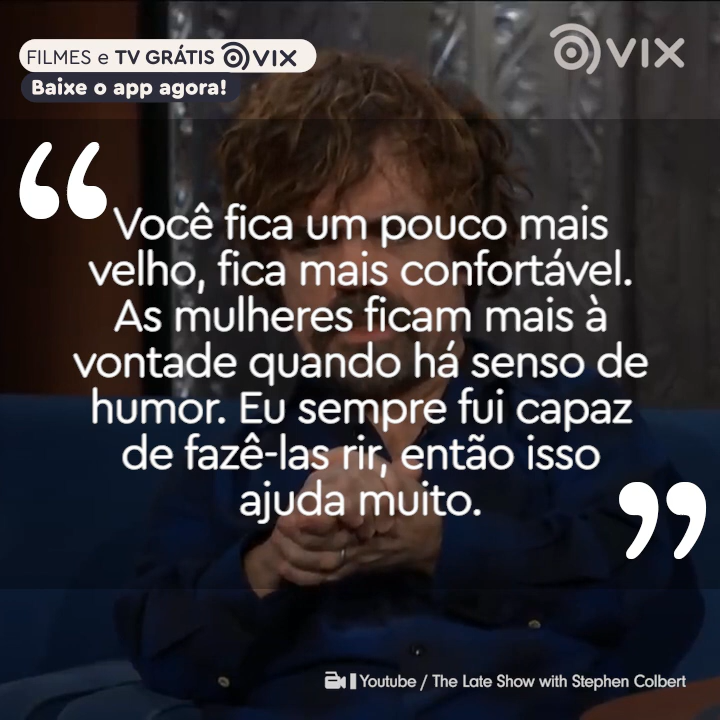 FILMES e TV GRÁTIS VIX
VIX
Baixe o app agora!
“
Você fica um pouco mais
velho, fica mais confortável.
As mulheres ficam mais à
vontade quando há senso de
humor. Eu sempre fui capaz
de fazê-las rir, então isso
ajuda muito.
”
Youtube / The Late Show with Stephen Colbert